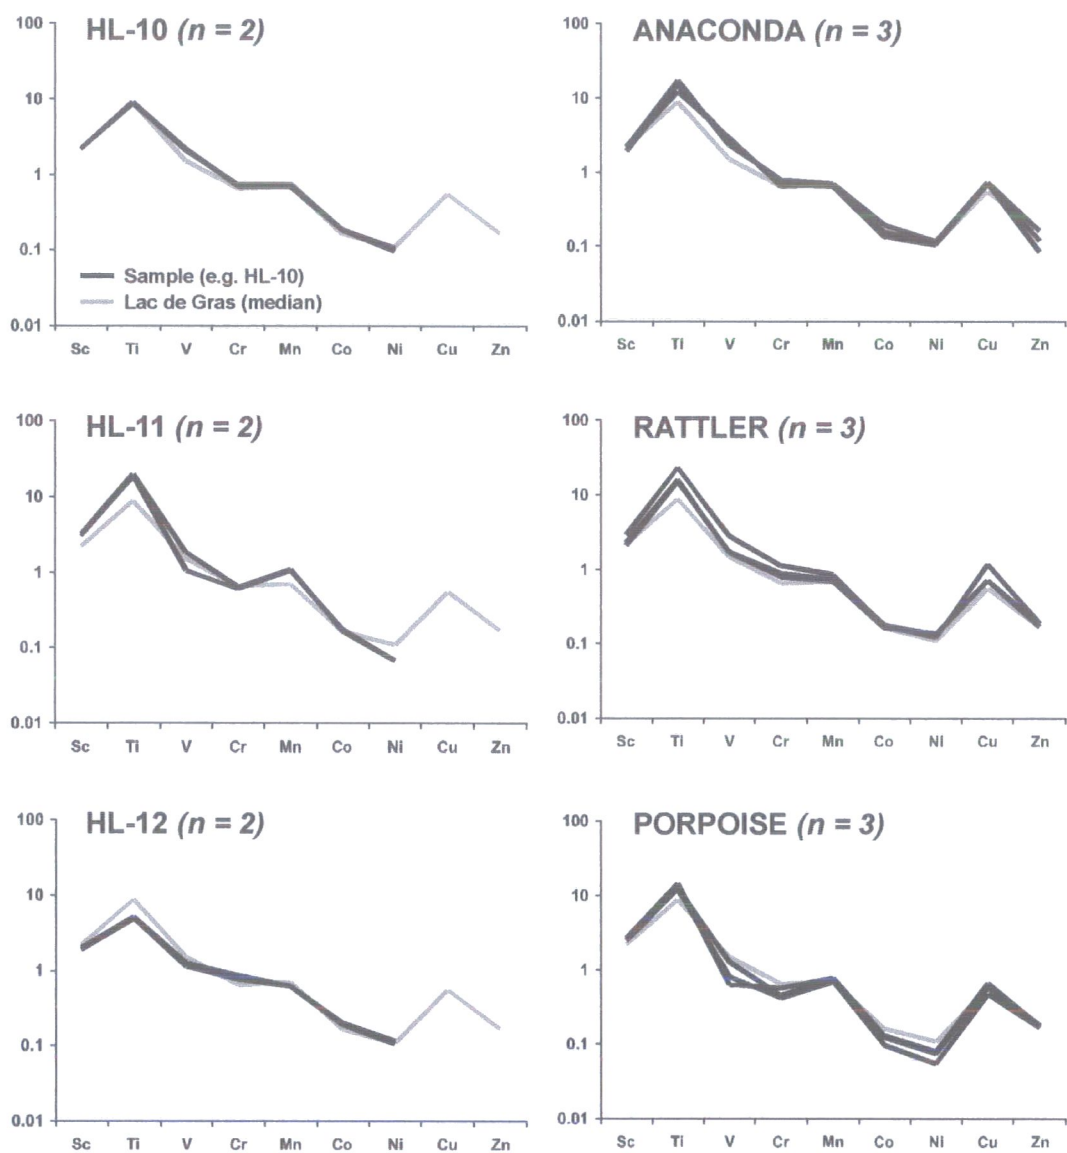 HL-10 (n = 2)
100
10
1
0.1
0.01
Sample (e.g. HL-10)
Lac de Gras (median)
Sc Ti V Cr Mn Co Ni Cu Zn
ANACONDA (n = 3)
100
10
1
0.1
0.01
Sc Ti V Cr Mn Co Ni Cu Zn
HL-11 (n = 2)
100
10
1
0.1
0.01
Sc Ti V Cr Mn Co Ni Cu Zn
RATTLER (n = 3)
100
10
1
0.1
0.01
Sc Ti V Cr Mn Co Ni Cu Zn
HL-12 (n = 2)
100
10
1
0.1
0.01
Sc Ti V Cr Mn Co Ni Cu Zn
PORPOISE (n = 3)
100
10
1
0.1
0.01
Sc Ti V Cr Mn Co Ni Cu Zn